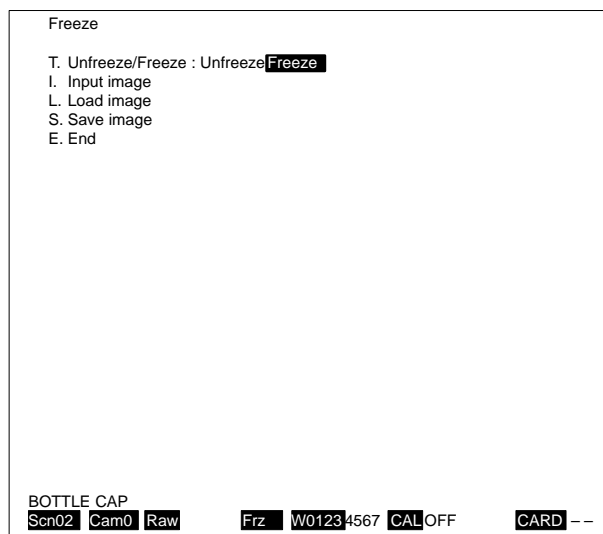 Freeze
T. Unfreeze/Freeze : Unfreeze Freeze
I. Input image
L. Load image
S. Save image
E. End
BOTTLE CAP
Scn02 Cam0 Raw Frz W01234567 CAL OFF CARD – –